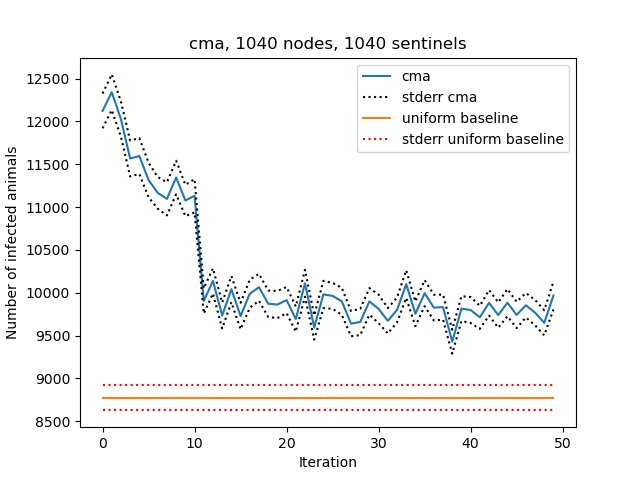 cma, 1040 nodes, 1040 sentinels
cma
stderr cma
uniform baseline
stderr uniform baseline
Number of infected animals
12500
12000
11500
11000
10500
10000
9500
9000
8500
0 10 20 30 40 50
Iteration